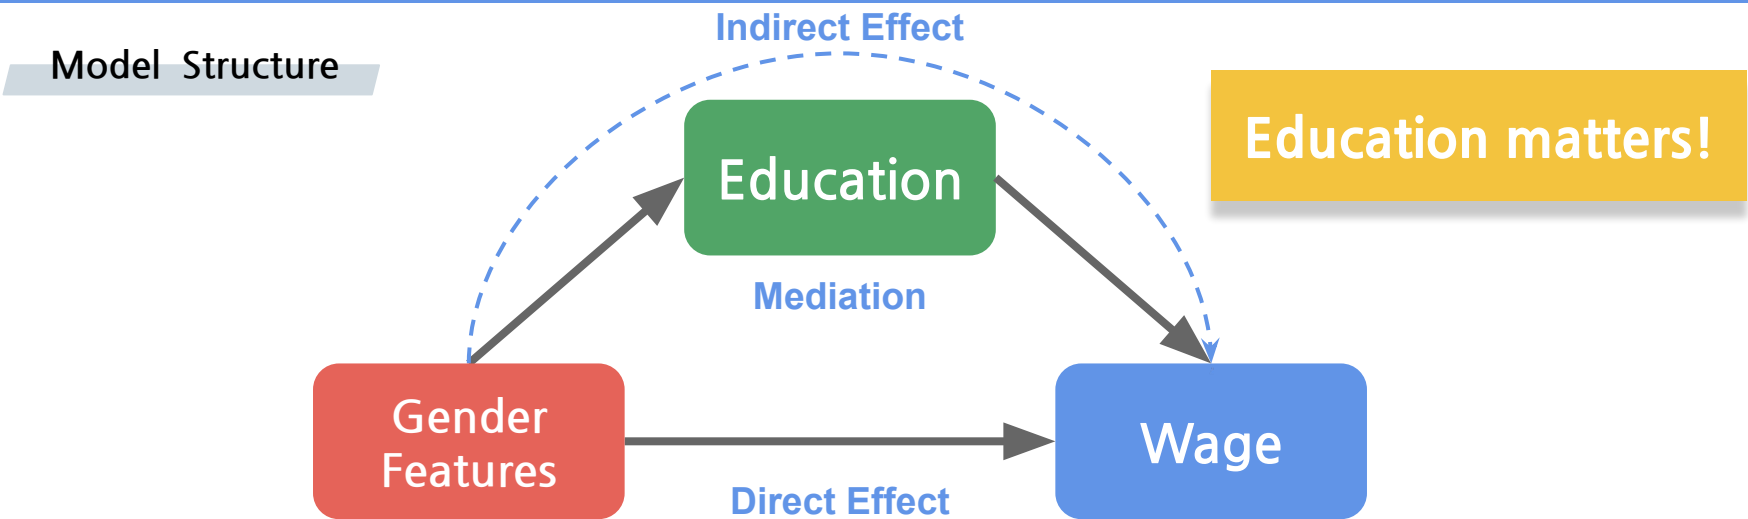 Indirect Effect
Model Structure
Education matters!
Education
Mediation
Gender
Features
Wage
Direct Effect